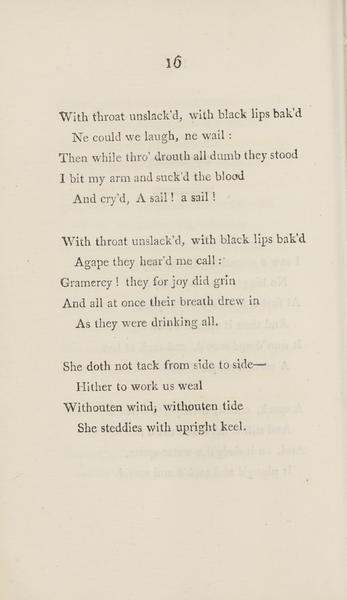 16
With throat unslack'd, with black lips bak'd
Ne could we laugh, ne wail :
Then while thro' drouth all dumb they stood
I bit my arm and suck'd the blood
And cry'd, A sail ! a sail !
With throat unslack'd, with black lips bak'd
Agape they hear'd me call :
Gramercy ! they for joy did grin
And all at once their breath drew in
As they were drinking all.
She doth not tack from side to side—
Hither to work us weal
Withouten wind, withouten tide
She steddies with upright keel.